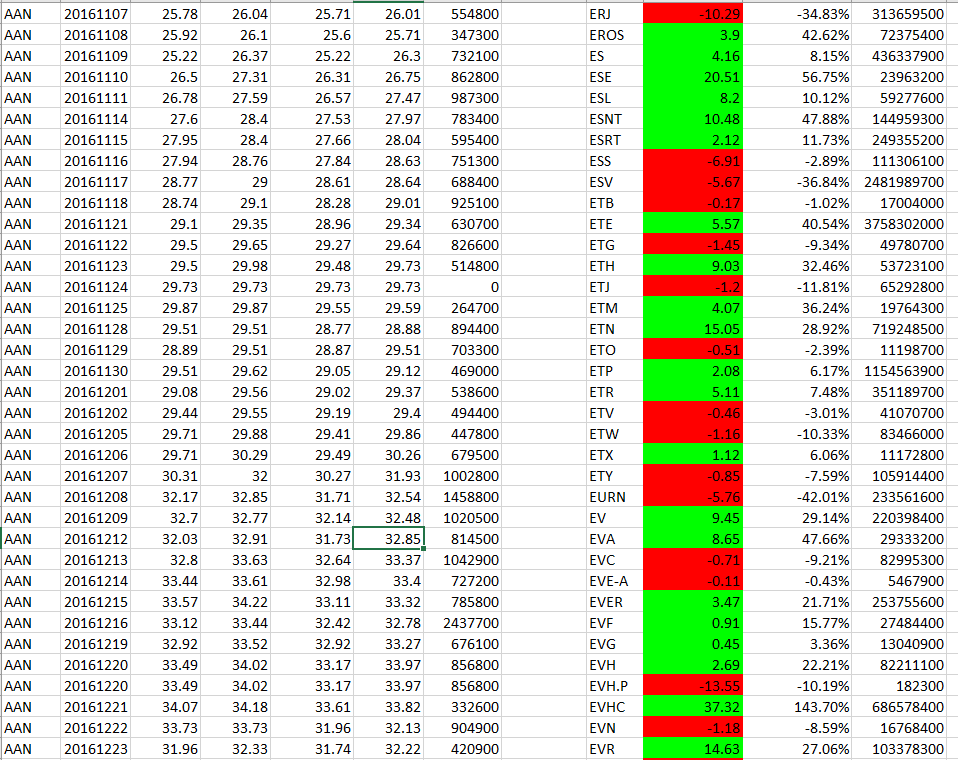 AAN 20161107 25.78 26.04 25.71 26.01 554800 ERJ -10.29 -34.83% 313659500
AAN 20161108 25.92 26.1 25.6 25.71 347300 EROS 3.9 42.62% 72375400
AAN 20161109 25.22 26.37 25.22 26.3 732100 ES 4.16 8.15% 436337900
AAN 20161110 26.5 27.31 26.31 26.75 862800 ESE 20.51 56.75% 23963200
AAN 20161111 26.78 27.59 26.57 27.47 987300 ESL 8.2 10.12% 59277600
AAN 20161114 27.6 28.4 27.53 27.97 783400 ESNT 10.48 47.88% 144959300
AAN 20161115 27.95 28.4 27.66 28.04 595400 ESRT 2.12 11.73% 249355200
AAN 20161116 27.94 28.76 27.84 28.63 751300 ESS -6.91 -2.89% 111306100
AAN 20161117 28.77 29 28.61 28.64 688400 ESV -5.67 -36.84% 2481989700
AAN 20161118 28.74 29.1 28.28 29.01 925100 ETB -0.17 -1.02% 17004000
AAN 20161121 29.1 29.35 28.96 29.34 630700 ETE 5.57 40.54% 3758302000
AAN 20161122 29.5 29.65 29.27 29.64 826600 ETG -1.45 -9.34% 49780700
AAN 20161123 29.5 29.98 29.48 29.73 514800 ETH 9.03 32.46% 53723100
AAN 20161124 29.73 29.73 29.73 29.73 0 ETJ -1.2 -11.81% 65292800
AAN 20161125 29.87 29.87 29.55 29.59 264700 ETM 4.07 36.24% 19764300
AAN 20161128 29.51 29.51 28.77 28.88 894400 ETN 15.05 28.92% 719248500
AAN 20161129 28.89 29.51 28.87 29.51 703300 ETO -0.51 -2.39% 11198700
AAN 20161130 29.51 29.62 29.05 29.12 469000 ETP 2.08 6.17% 1154563900
AAN 20161201 29.08 29.56 29.02 29.37 538600 ETR 5.11 7.48% 351189700
AAN 20161202 29.44 29.55 29.19 29.4 494400 ETV -0.46 -3.01% 41070700
AAN 20161205 29.71 29.88 29.41 29.86 447800 ETW -1.16 -10.33% 83466000
AAN 20161206 29.71 30.29 29.49 30.26 679500 ETX 1.12 6.06% 11172800
AAN 20161207 30.31 32 30.27 31.93 1002800 ETY -0.85 -7.59% 105914400
AAN 20161208 32.17 32.85 31.71 32.54 1458800 EURN -5.76 -42.01% 233561600
AAN 20161209 32.7 32.77 32.14 32.48 1020500 EV 9.45 29.14% 220398400
AAN 20161212 32.03 32.91 31.73 32.85 814500 EVA 8.65 47.66% 29333200
AAN 20161213 32.8 33.63 32.64 33.37 1042900 EVC -0.71 -9.21% 82995300
AAN 20161214 33.44 33.61 32.98 33.4 727200 EVE-A -0.11 -0.43% 5467900
AAN 20161215 33.57 34.22 33.11 33.32 785800 EVER 3.47 21.71% 253755600
AAN 20161216 33.12 33.44 32.42 32.78 2437700 EVF 0.91 15.77% 27484400
AAN 20161219 32.92 33.52 32.92 33.27 676100 EVG 0.45 3.36% 13040900
AAN 20161220 33.49 34.02 33.17 33.97 856800 EVH 2.69 22.21% 82211100
AAN 20161220 33.49 34.02 33.17 33.97 856800 EVH.P -13.55 -10.19% 182300
AAN 20161221 34.07 34.18 33.61 33.82 332600 EVHC 37.32 143.70% 686578400
AAN 20161222 33.73 33.73 31.96 32.13 904900 EVN -1.18 -8.59% 16768400
AAN 20161223 31.96 32.33 31.74 32.22 420900 EVR 14.63 27.06% 103378300